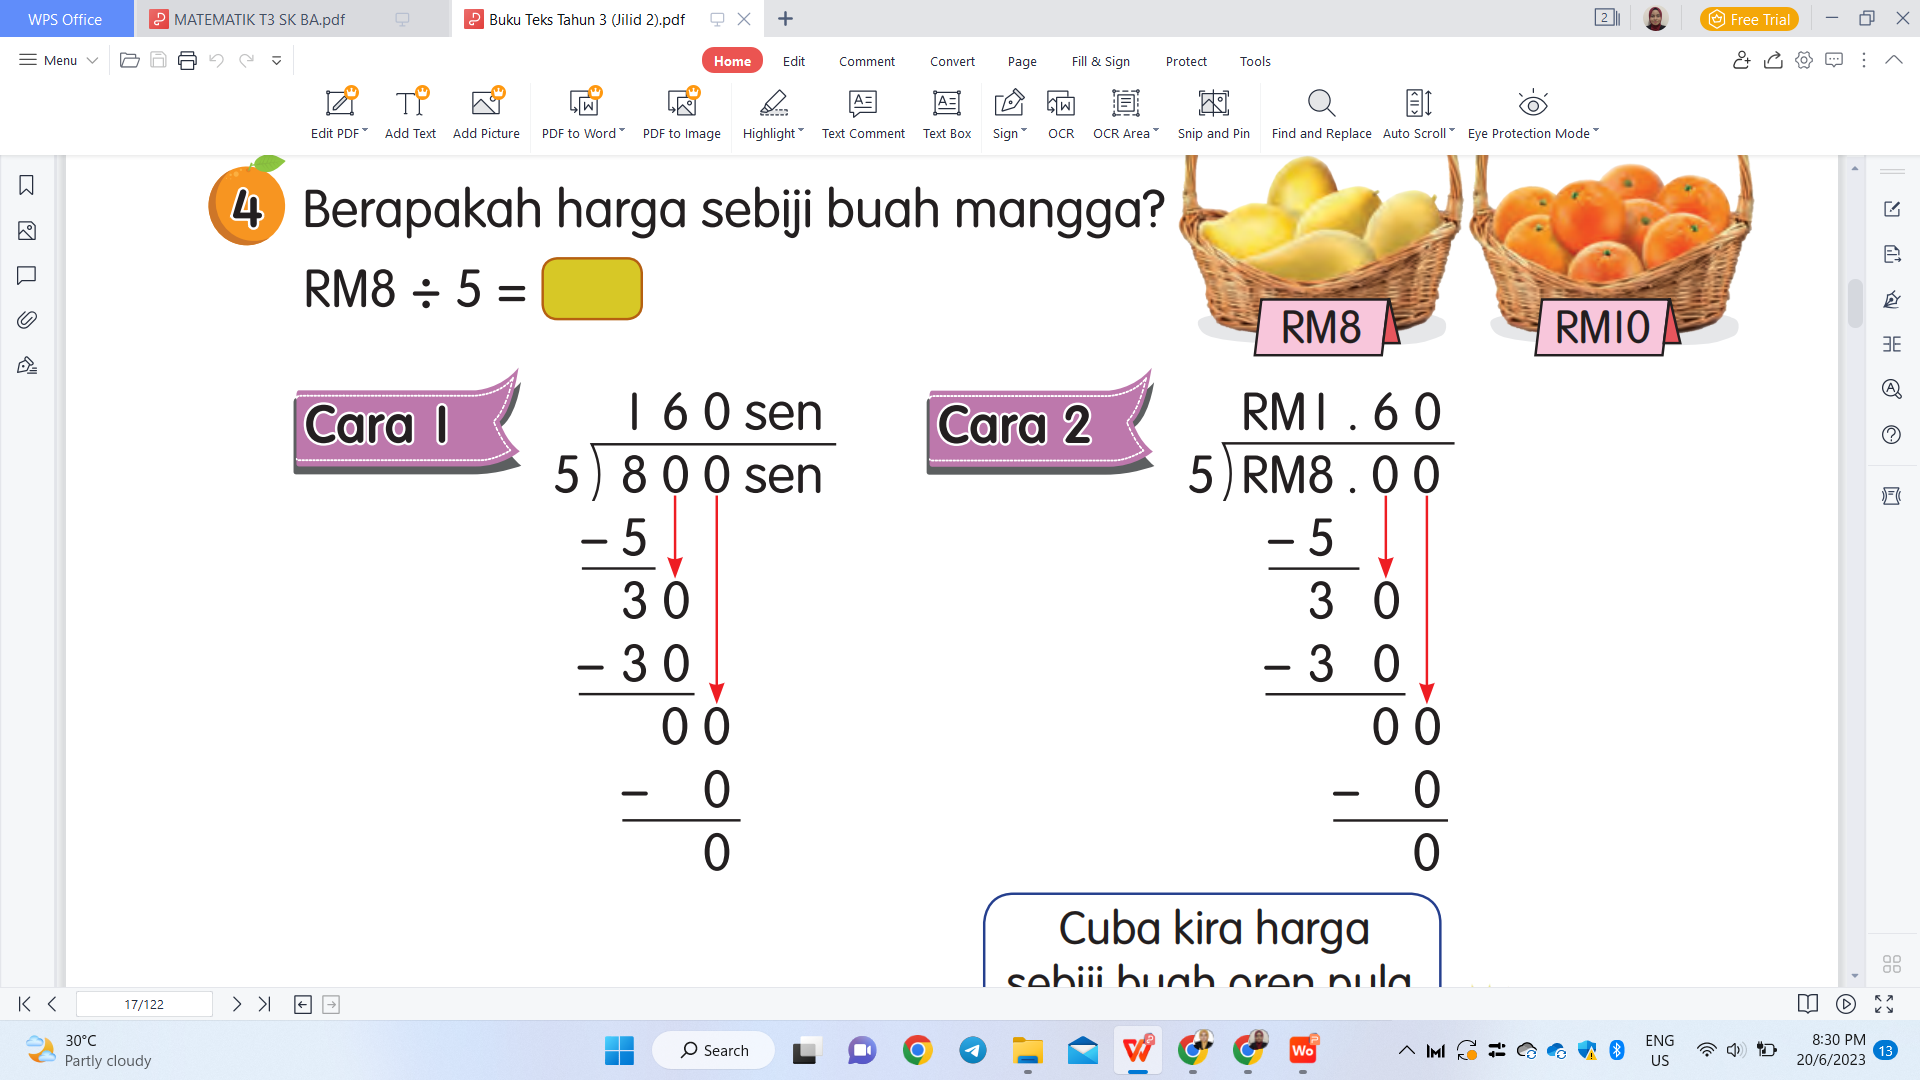 WPS Office
MATEMATIK T3 SK BA.pdf
Buku Teks Tahun 3 (Jilid 2).pdf
2
Free Trial
Menu
Home
Edit
Comment
Convert
Page
Fill & Sign
Protect
Tools
Edit PDF
Add Text
Add Picture
PDF to Word
PDF to Image
Highlight
Text Comment
Text Box
Sign
OCR
OCR Area
Snip and Pin
Find and Replace
Auto Scroll
Eye Protection Mode
4 Berapakah harga sebiji buah mangga?
RM8 ÷ 5 =
RM8
RM10
Cara 1
1 6 0 sen
5 ) 8 0 0 sen
– 5
3 0
– 3 0
0 0
– 0
0
Cara 2
RM1 . 6 0
5 ) RM8 . 0 0
– 5
3 0
– 3 0
0 0
– 0
0
Cuba kira harga
sebiji buah oren pula
17/122
30°C
Partly cloudy
Search
ENG
US
8:30 PM
20/6/2023
13